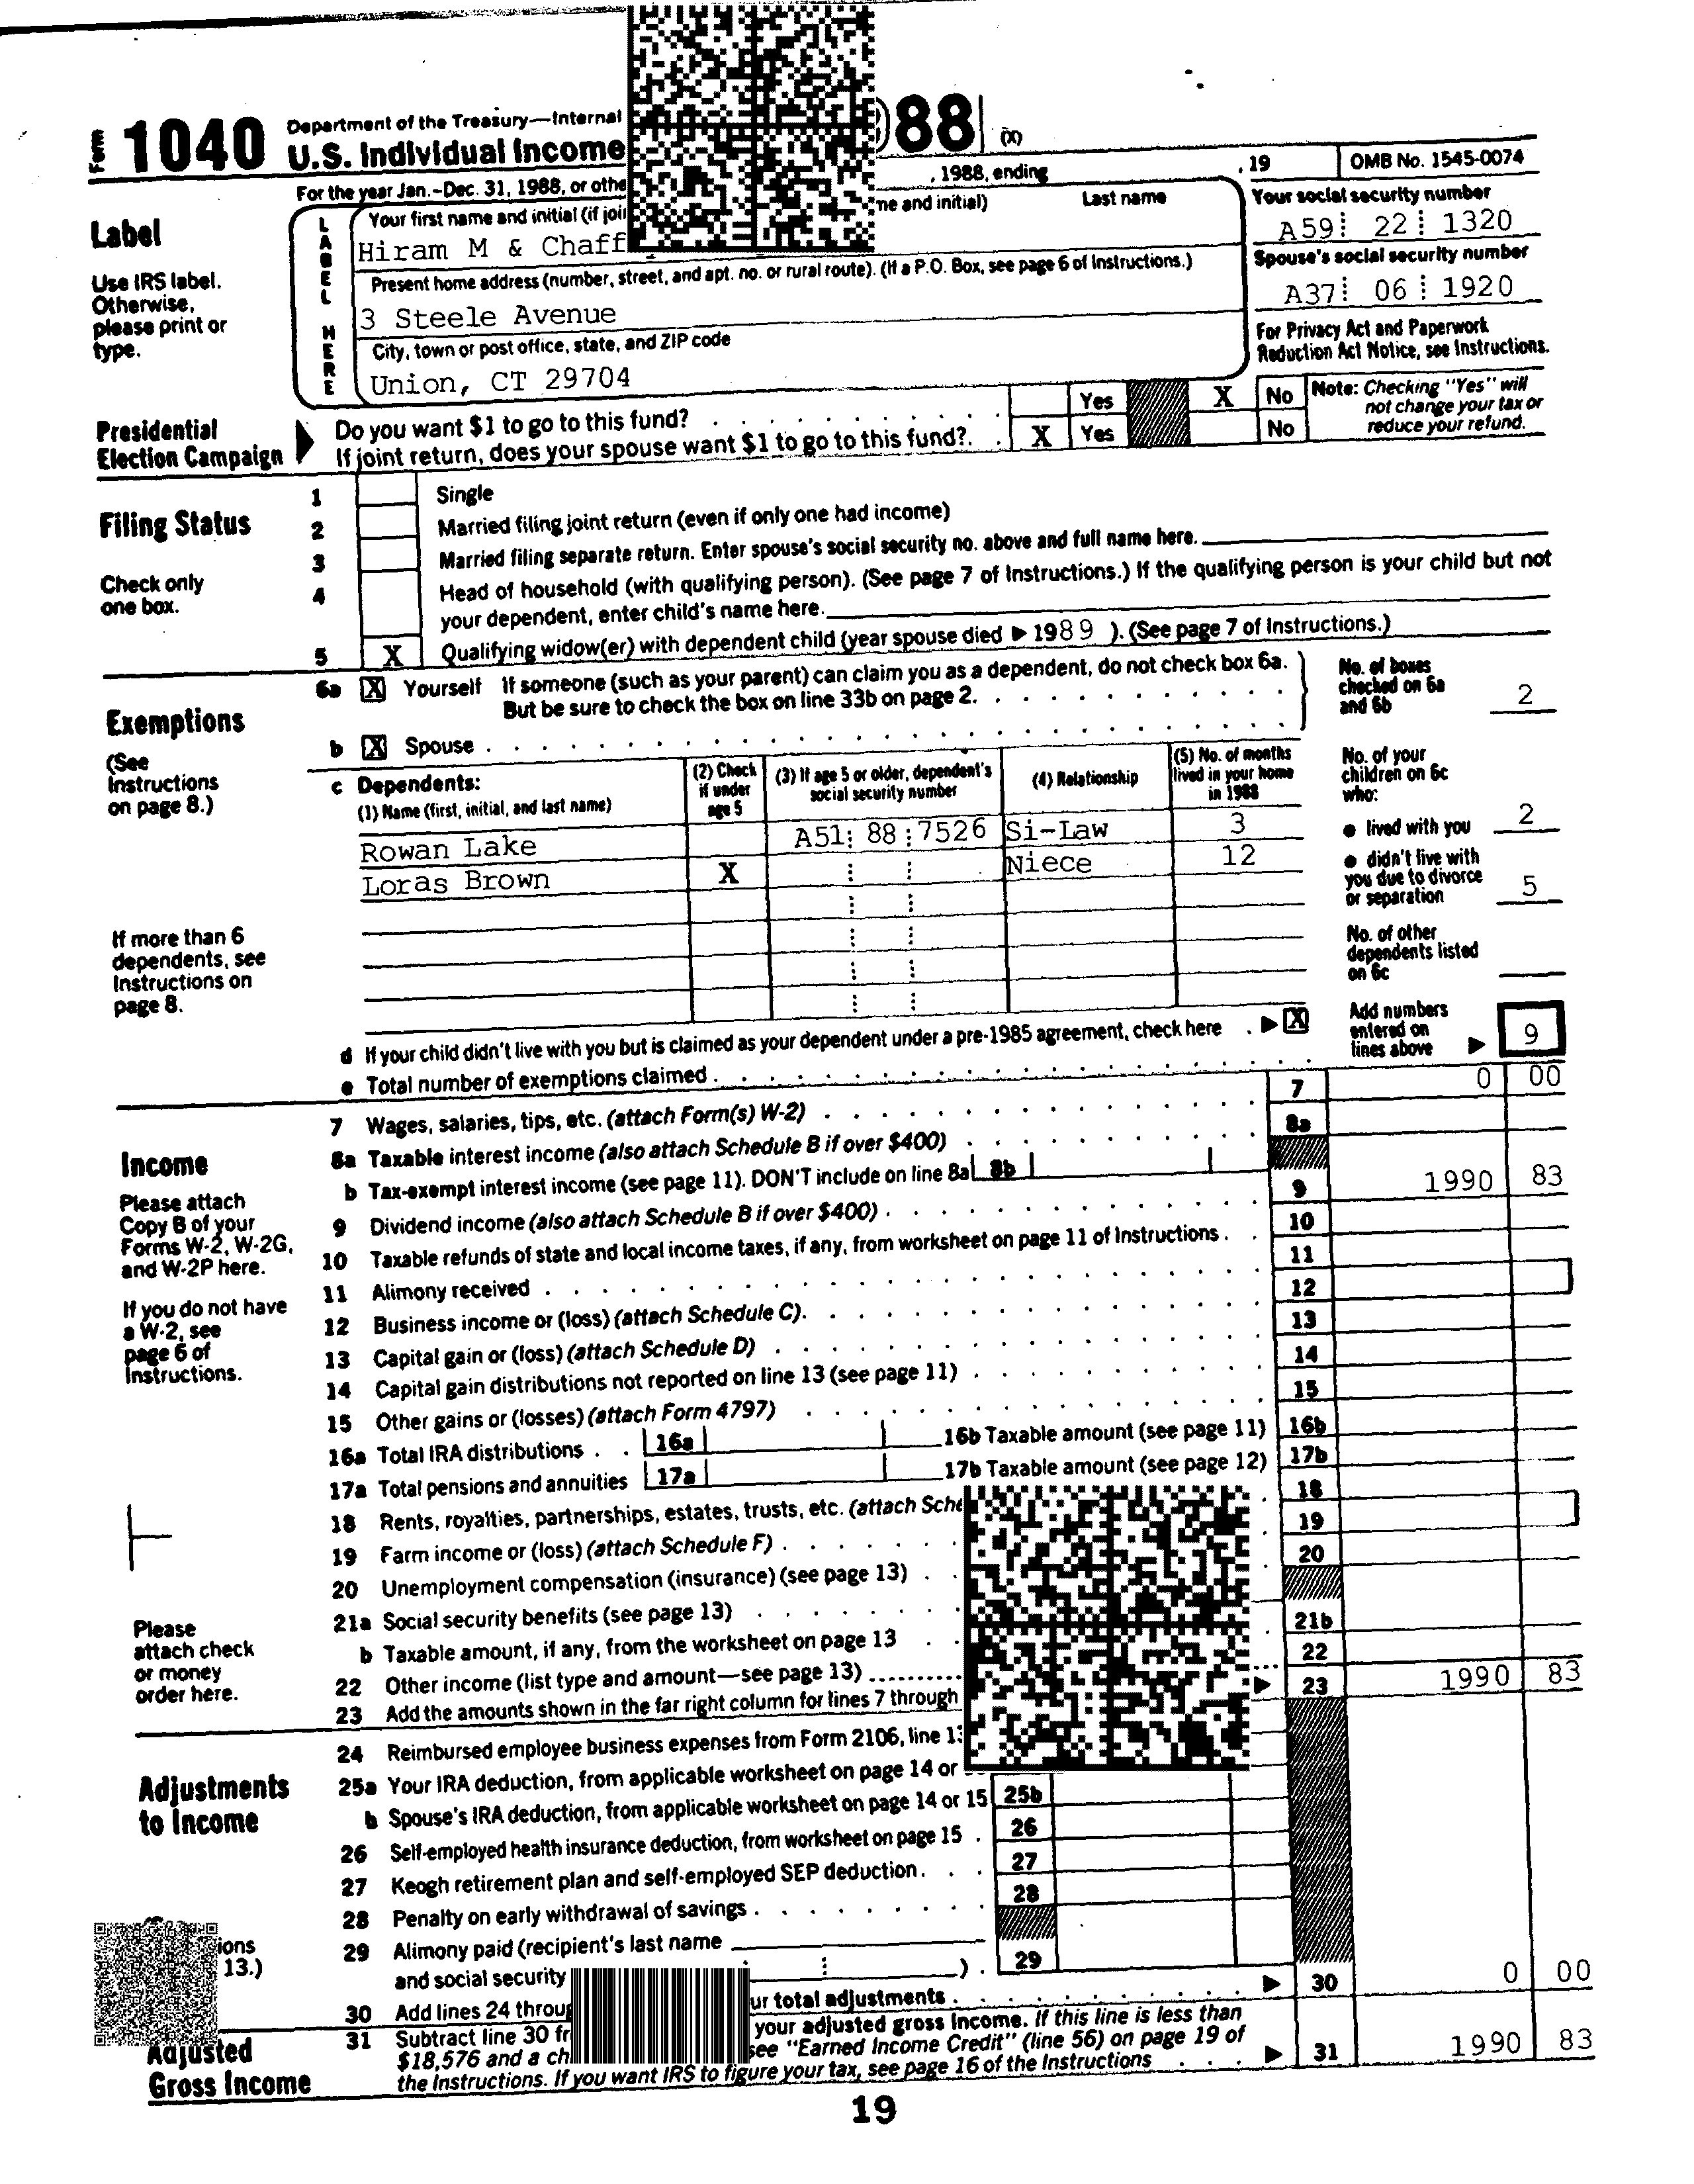 Form 1040 Department of the Treasury—Internal
U.S. Individual Income 88 (X)
For the year Jan.–Dec. 31, 1988, or othe , 1988, ending , 19 OMB No. 1545-0074
Label
Use IRS label.
Otherwise,
please print or
type.
LABEL HERE
Your first name and initial (if joi me and initial) Last name
Hiram M & Chaff
Your social security number
A59 22 1320
Present home address (number, street, and apt. no. or rural route). (If a P.O. Box, see page 6 of Instructions.)
3 Steele Avenue
Spouse's social security number
A37 06 1920
City, town or post office, state, and ZIP code
Union, CT 29704
For Privacy Act and Paperwork
Reduction Act Notice, see Instructions.
Presidential
Election Campaign
Do you want $1 to go to this fund? Yes X No
If joint return, does your spouse want $1 to go to this fund?. X Yes No
Note: Checking "Yes" will
not change your tax or
reduce your refund.
Filing Status
Check only
one box.
1 Single
2 Married filing joint return (even if only one had income)
3 Married filing separate return. Enter spouse's social security no. above and full name here.
4 Head of household (with qualifying person). (See page 7 of Instructions.) If the qualifying person is your child but not
your dependent, enter child's name here.
5 X Qualifying widow(er) with dependent child (year spouse died ▶ 1989 ). (See page 7 of Instructions.)
Exemptions
(See
Instructions
on page 8.)
6a X Yourself If someone (such as your parent) can claim you as a dependent, do not check box 6a.
But be sure to check the box on line 33b on page 2.
b X Spouse
No. of boxes
checked on 6a
and 6b 2
c Dependents:
(1) Name (first, initial, and last name)
(2) Check
if under
age 5
(3) If age 5 or older, dependent's
social security number
(4) Relationship
(5) No. of months
lived in your home
in 1988
No. of your
children on 6c
who:
Rowan Lake A51 88 7526 Si-Law 3
Loras Brown X Niece 12
● lived with you 2
● didn't live with
you due to divorce
or separation 5
If more than 6
dependents, see
Instructions on
page 8.
No. of other
dependents listed
on 6c
d If your child didn't live with you but is claimed as your dependent under a pre-1985 agreement, check here ▶ X
e Total number of exemptions claimed
Add numbers
entered on
lines above ▶ 9
Income
Please attach
Copy B of your
Forms W-2, W-2G,
and W-2P here.
If you do not have
a W-2, see
page 6 of
Instructions.
7 Wages, salaries, tips, etc. (attach Form(s) W-2) 7 0 00
8a Taxable interest income (also attach Schedule B if over $400) 8a
b Tax-exempt interest income (see page 11). DON'T include on line 8a 8b
9 Dividend income (also attach Schedule B if over $400) 9 1990 83
10 Taxable refunds of state and local income taxes, if any, from worksheet on page 11 of Instructions 10
11 Alimony received 11
12 Business income or (loss) (attach Schedule C) 12
13 Capital gain or (loss) (attach Schedule D) 13
14 Capital gain distributions not reported on line 13 (see page 11) 14
15 Other gains or (losses) (attach Form 4797) 15
16a Total IRA distributions 16a 16b Taxable amount (see page 11) 16b
17a Total pensions and annuities 17a 17b Taxable amount (see page 12) 17b
18 Rents, royalties, partnerships, estates, trusts, etc. (attach Sche 18
19 Farm income or (loss) (attach Schedule F) 19
20 Unemployment compensation (insurance) (see page 13) 20
21a Social security benefits (see page 13)
b Taxable amount, if any, from the worksheet on page 13 21b
22 Other income (list type and amount—see page 13) 22
23 Add the amounts shown in the far right column for lines 7 through ▶ 23 1990 83
Please
attach check
or money
order here.
Adjustments
to Income
ions
13.)
24 Reimbursed employee business expenses from Form 2106, line 13
25a Your IRA deduction, from applicable worksheet on page 14 or
b Spouse's IRA deduction, from applicable worksheet on page 14 or 15 25b
26 Self-employed health insurance deduction, from worksheet on page 15 26
27 Keogh retirement plan and self-employed SEP deduction 27
28 Penalty on early withdrawal of savings 28
29 Alimony paid (recipient's last name
and social security ) 29
30 Add lines 24 throug ur total adjustments ▶ 30 0 00
Adjusted
Gross Income
31 Subtract line 30 fr your adjusted gross income. If this line is less than
$18,576 and a ch see "Earned Income Credit" (line 56) on page 19 of
the Instructions. If you want IRS to figure your tax, see page 16 of the Instructions ▶ 31 1990 83
19